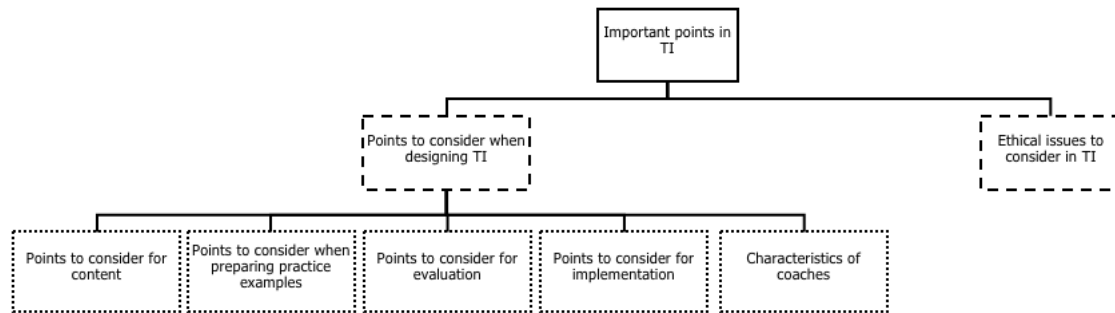 Important points in
TI
Points to consider when
designing TI
Ethical issues to
consider in TI
Points to consider for
content
Points to consider when
preparing practice
examples
Points to consider for
evaluation
Points to consider for
implementation
Characteristics of
coaches